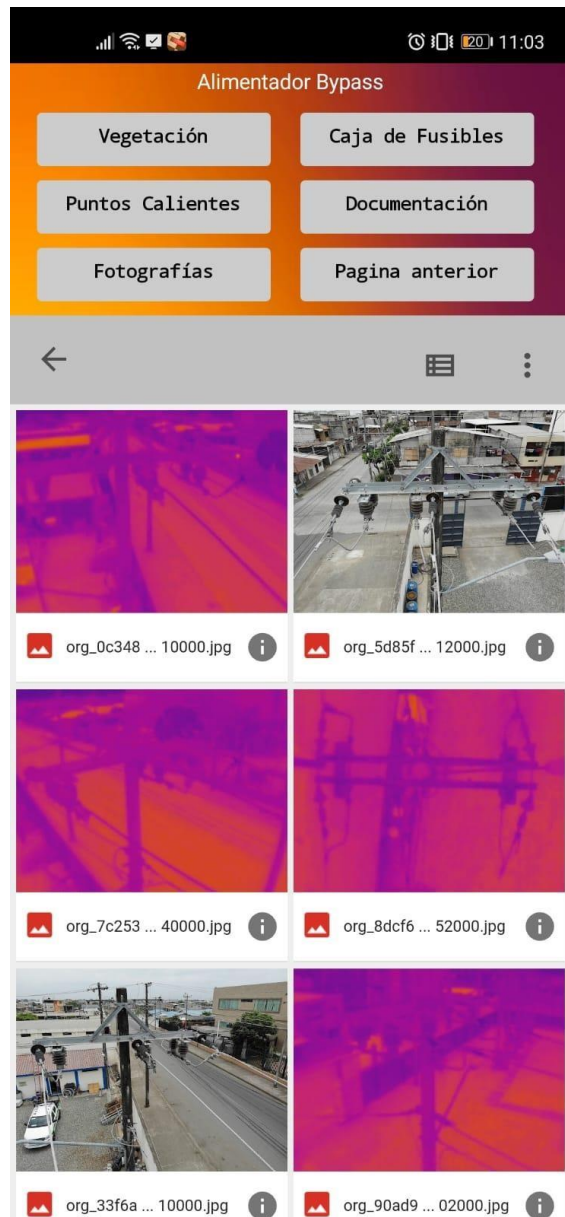 20 11:03
Alimentador Bypass
Vegetación Caja de Fusibles
Puntos Calientes Documentación
Fotografías Pagina anterior
org_0c348 ... 10000.jpg org_5d85f ... 12000.jpg
org_7c253 ... 40000.jpg org_8dcf6 ... 52000.jpg
org_33f6a ... 10000.jpg org_90ad9 ... 02000.jpg